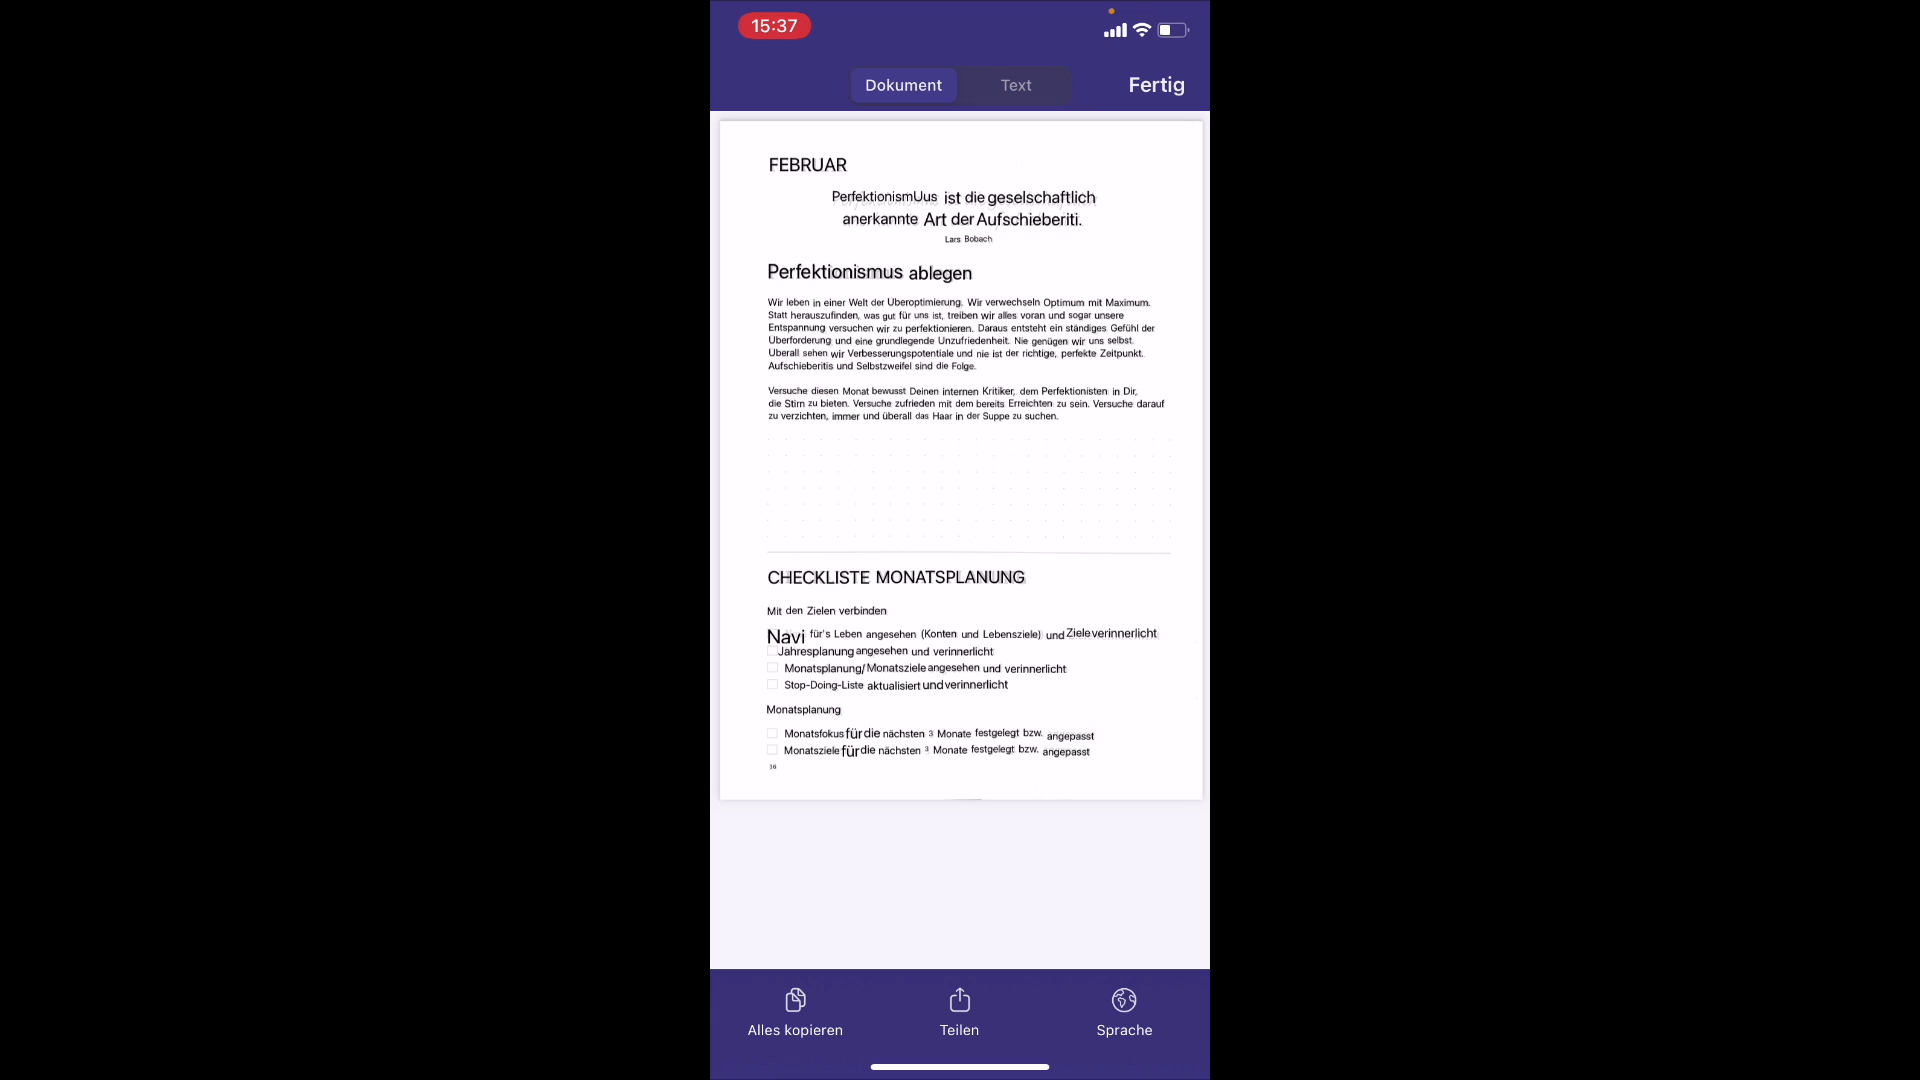 15:37
Dokument
Text
Fertig
FEBRUAR
PerfektionismUus ist die geselschaftlich
anerkannte Art der Aufschieberiti.
Lars Bobach
Perfektionismus ablegen
Wir leben in einer Welt der Überoptimierung. Wir verwechseln Optimum mit Maximum.
Statt herauszufinden, was gut für uns ist, treiben wir alles voran und sogar unsere
Entspannung versuchen wir zu perfektionieren. Daraus entsteht ein ständiges Gefühl der
Überforderung und eine grundlegende Unzufriedenheit. Nie genügen wir uns selbst.
Überall sehen wir Verbesserungspotentiale und nie ist der richtige, perfekte Zeitpunkt.
Aufschieberitis und Selbstzweifel sind die Folge.
Versuche diesen Monat bewusst Deinen internen Kritiker, dem Perfektionisten in Dir,
die Stirn zu bieten. Versuche zufrieden mit dem bereits Erreichten zu sein. Versuche darauf
zu verzichten, immer und überall das Haar in der Suppe zu suchen.
CHECKLISTE MONATSPLANUNG
Mit den Zielen verbinden
Navi für's Leben angesehen (Konten und Lebensziele) und Ziele verinnerlicht
Jahresplanung angesehen und verinnerlicht
Monatsplanung/ Monatsziele angesehen und verinnerlicht
Stop-Doing-Liste aktualisiert und verinnerlicht
Monatsplanung
Monatsfokus für die nächsten 3 Monate festgelegt bzw. angepasst
Monatsziele für die nächsten 3 Monate festgelegt bzw. angepasst
36
Alles kopieren
Teilen
Sprache